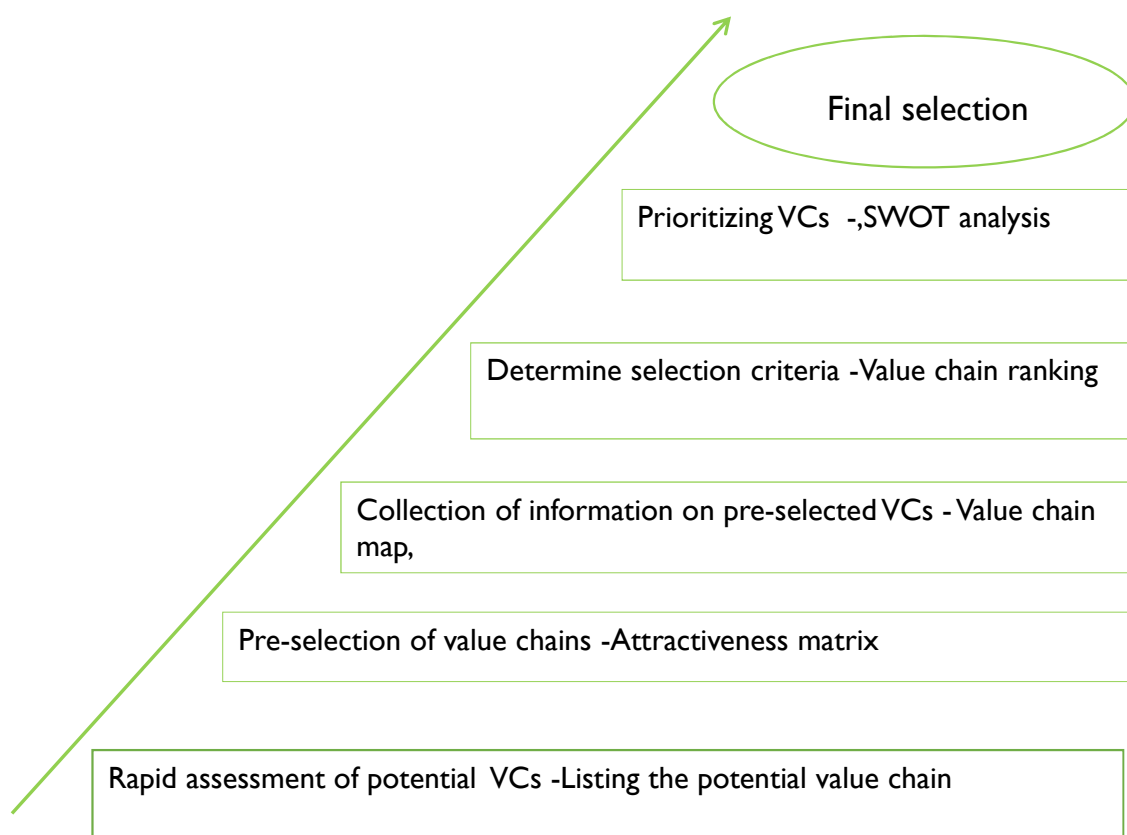 Final selection
Prioritizing VCs -,SWOT analysis
Determine selection criteria -Value chain ranking
Collection of information on pre-selected VCs - Value chain
map,
Pre-selection of value chains -Attractiveness matrix
Rapid assessment of potential VCs -Listing the potential value chain